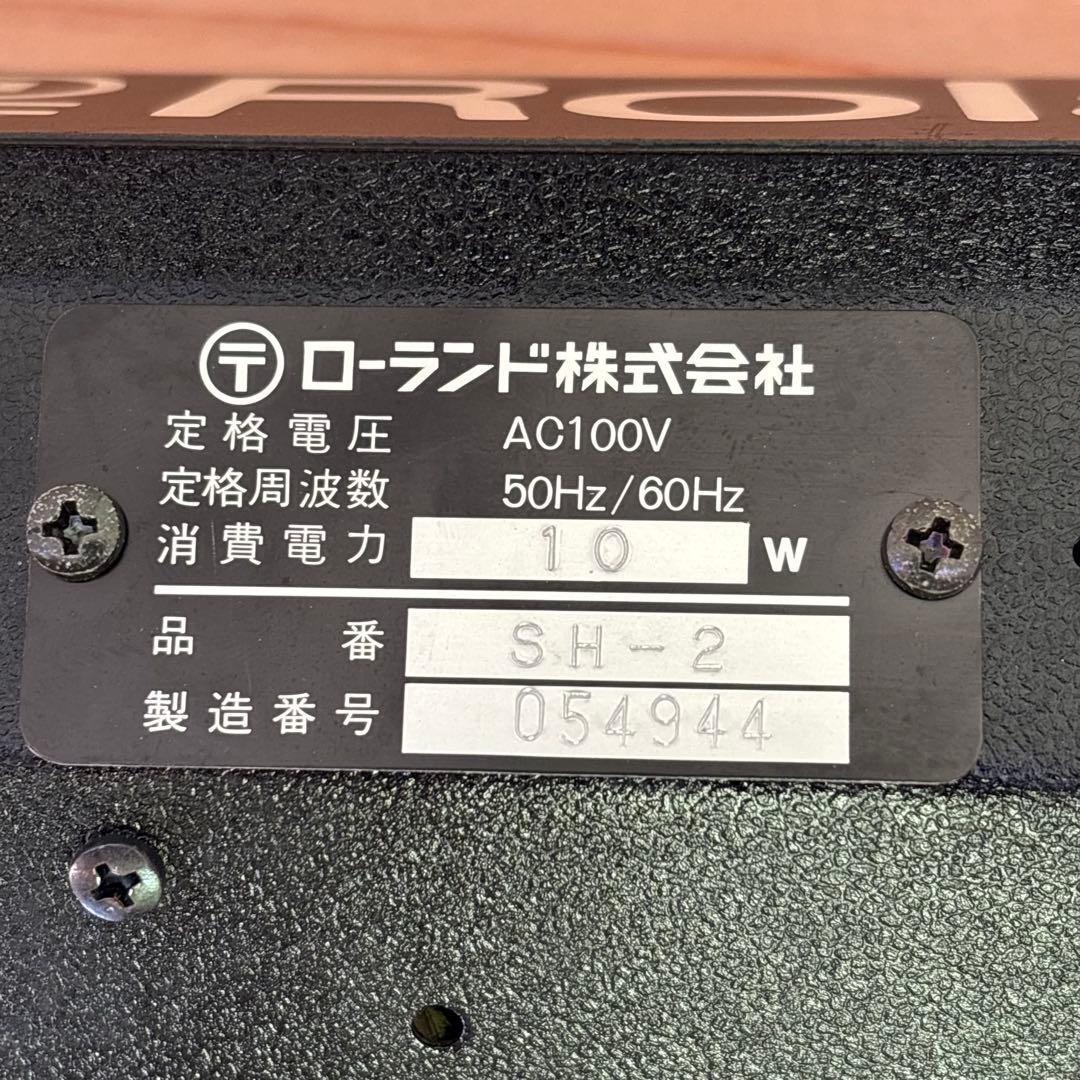 Rol
〒 ローランド株式会社
定格電圧 AC100V
定格周波数 50Hz/60Hz
消費電力 10 W
品番 SH-2
製造番号 054944